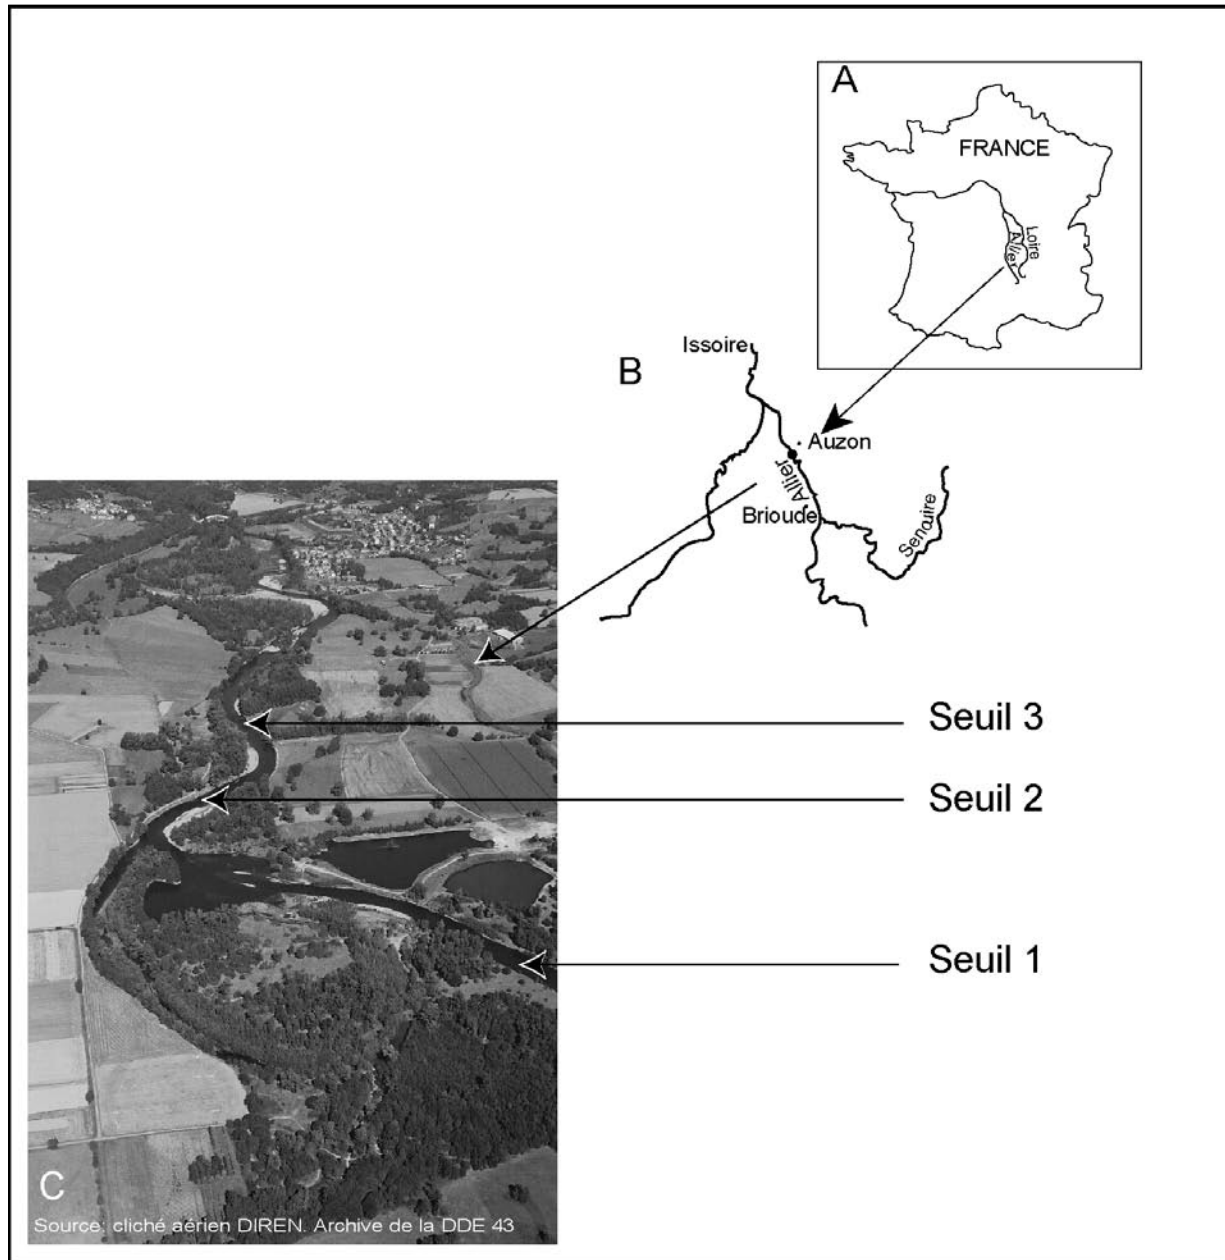 A
FRANCE
Loire
Allier
B
Issoire
Auzon
Allier
Brioude
Senouire
Seuil 3
Seuil 2
Seuil 1
C
Source: cliché aérien DIREN. Archive de la DDE 43